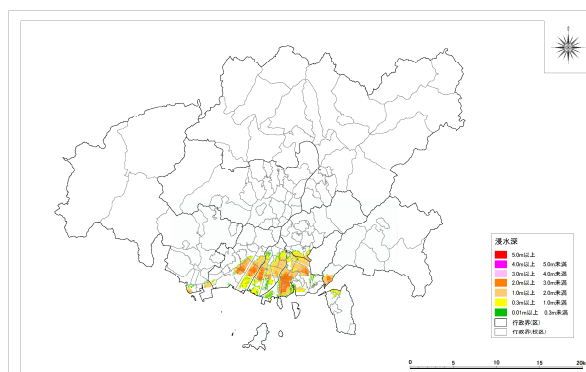 浸水深
5.0m以上
4.0m以上 5.0m未満
3.0m以上 4.0m未満
2.0m以上 3.0m未満
1.0m以上 2.0m未満
0.3m以上 1.0m未満
0.01m以上 0.3m未満
行政界(区)
行政界(校区)
0 5 10 15 20km